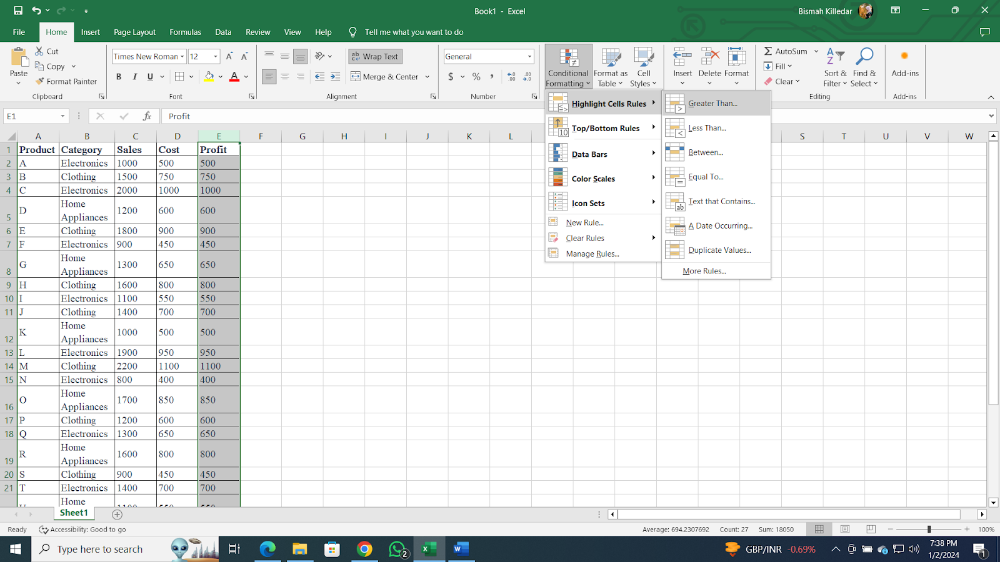 Book1 - Excel
Bismah Killedar
File Home Insert Page Layout Formulas Data Review View Help Tell me what you want to do
Paste
Cut
Copy
Format Painter
Clipboard
Times New Roman 12
B I U
Font
Wrap Text
Merge & Center
Alignment
General
$ % ,
Number
Conditional Formatting
Format as Table
Cell Styles
Insert Delete Format
AutoSum
Fill
Clear
Sort & Filter
Find & Select
Editing
Add-ins
Add-ins
E1 fx Profit
Highlight Cells Rules
Top/Bottom Rules
Data Bars
Color Scales
Icon Sets
New Rule...
Clear Rules
Manage Rules...
Greater Than...
Less Than...
Between...
Equal To...
Text that Contains...
A Date Occurring...
Duplicate Values...
More Rules...
A B C D E F G H I J K L S T U V W
1 Product Category Sales Cost Profit
2 A Electronics 1000 500 500
3 B Clothing 1500 750 750
4 C Electronics 2000 1000 1000
5 D Home Appliances 1200 600 600
6 E Clothing 1800 900 900
7 F Electronics 900 450 450
8 G Home Appliances 1300 650 650
9 H Clothing 1600 800 800
10 I Electronics 1100 550 550
11 J Clothing 1400 700 700
12 K Home Appliances 1000 500 500
13 L Electronics 1900 950 950
14 M Clothing 2200 1100 1100
15 N Electronics 800 400 400
16 O Home Appliances 1700 850 850
17 P Clothing 1200 600 600
18 Q Electronics 1300 650 650
19 R Home Appliances 1600 800 800
20 S Clothing 900 450 450
21 T Electronics 1400 700 700
Home
Sheet1
Ready Accessibility: Good to go Average: 694.2307692 Count: 27 Sum: 18050 100%
Type here to search
2
GBP/INR -0.69%
7:38 PM
1/2/2024
1